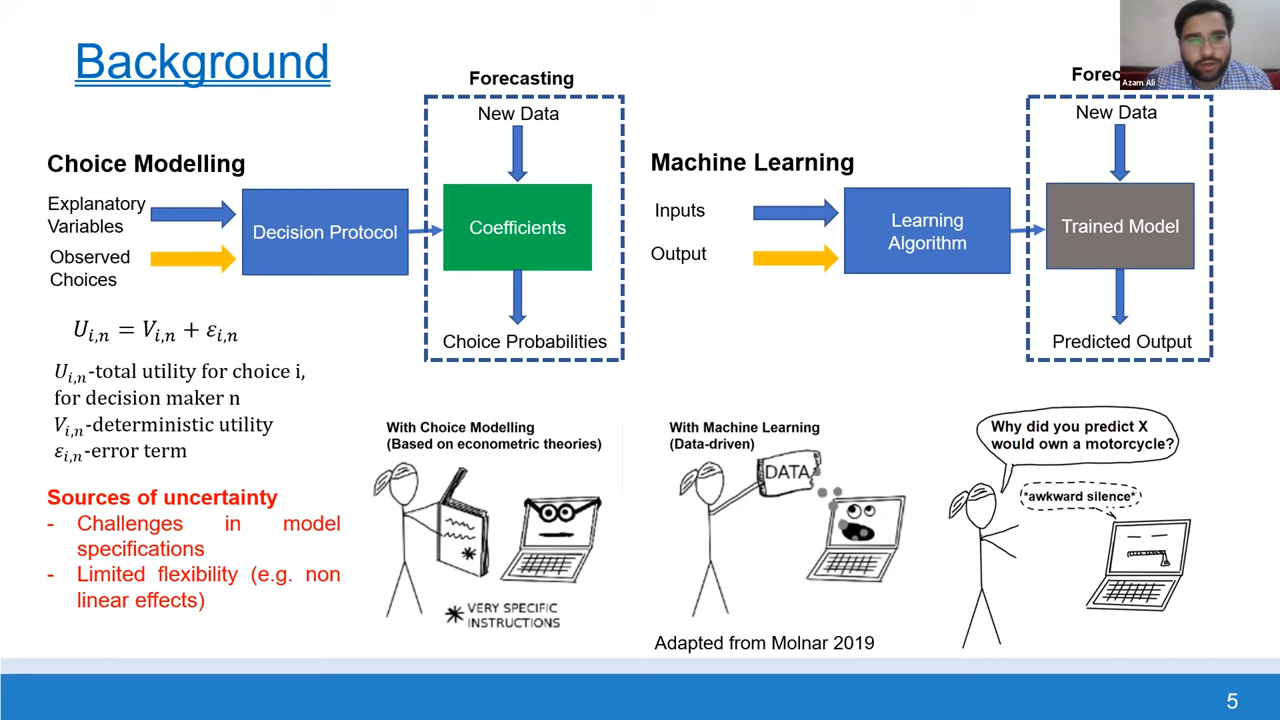 Background
Azam Ali
Choice Modelling
Explanatory
Variables
Observed
Choices
Decision Protocol
Forecasting
New Data
Coefficients
Choice Probabilities
Machine Learning
Inputs
Output
Learning
Algorithm
New Data
Trained Model
Predicted Output
U_{i,n} = V_{i,n} + ε_{i,n}
U_{i,n}-total utility for choice i,
for decision maker n
V_{i,n}-deterministic utility
ε_{i,n}-error term
Sources of uncertainty
- Challenges in model
specifications
- Limited flexibility (e.g. non
linear effects)
With Choice Modelling
(Based on econometric theories)
* VERY SPECIFIC
INSTRUCTIONS
With Machine Learning
(Data-driven)
DATA
Why did you predict X
would own a motorcycle?
*awkward silence*
Adapted from Molnar 2019
5